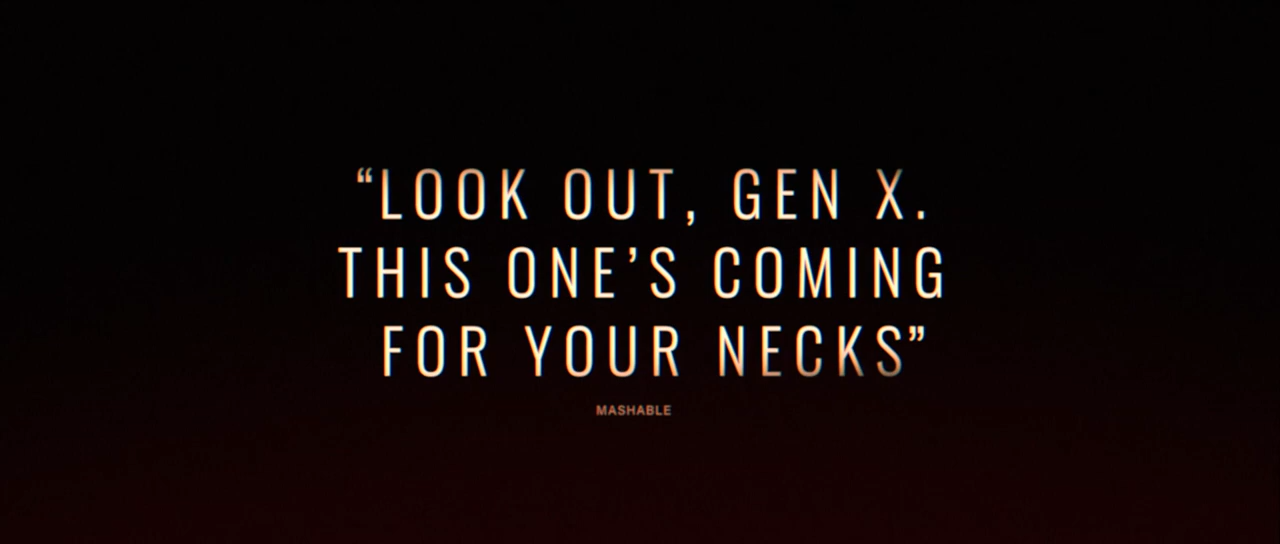 “LOOK OUT, GEN X.
THIS ONE’S COMING
FOR YOUR NECKS”
MASHABLE